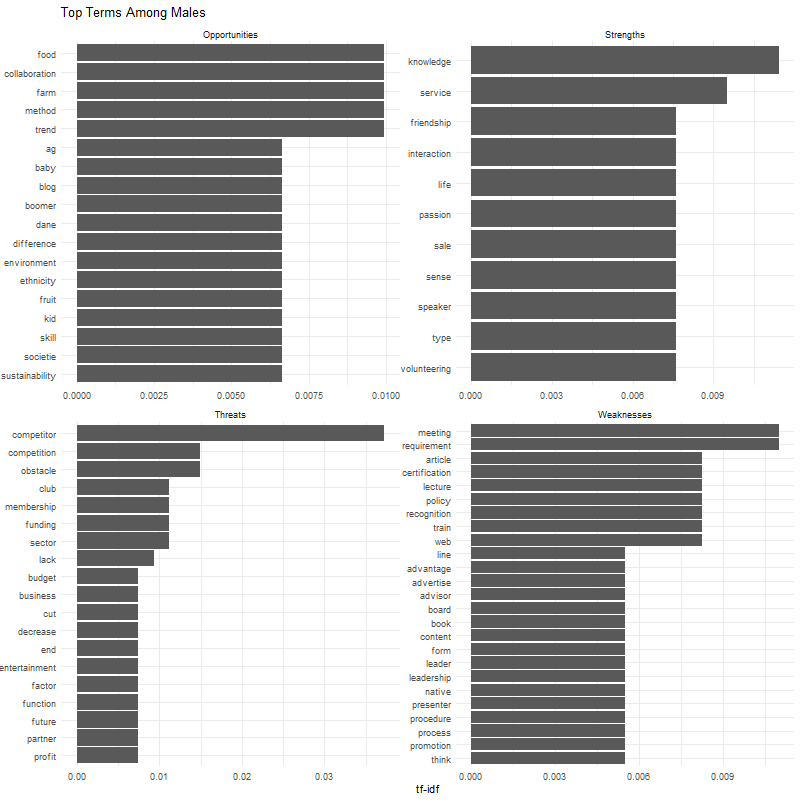 Top Terms Among Males
Opportunities
food
collaboration
farm
method
trend
ag
baby
blog
boomer
dane
difference
environment
ethnicity
fruit
kid
skill
societie
sustainability
0.0000 0.0025 0.0050 0.0075 0.0100
Strengths
knowledge
service
friendship
interaction
life
passion
sale
sense
speaker
type
volunteering
0.000 0.003 0.006 0.009
Threats
competitor
competition
obstacle
club
membership
funding
sector
lack
budget
business
cut
decrease
end
entertainment
factor
function
future
partner
profit
0.00 0.01 0.02 0.03
Weaknesses
meeting
requirement
article
certification
lecture
policy
recognition
train
web
line
advantage
advertise
advisor
board
book
content
form
leader
leadership
native
presenter
procedure
process
promotion
think
0.000 0.003 0.006 0.009
tf-idf